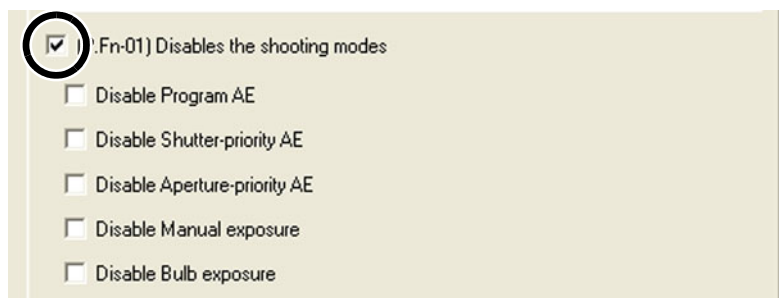 .Fn-01) Disables the shooting modes
Disable Program AE
Disable Shutter-priority AE
Disable Aperture-priority AE
Disable Manual exposure
Disable Bulb exposure